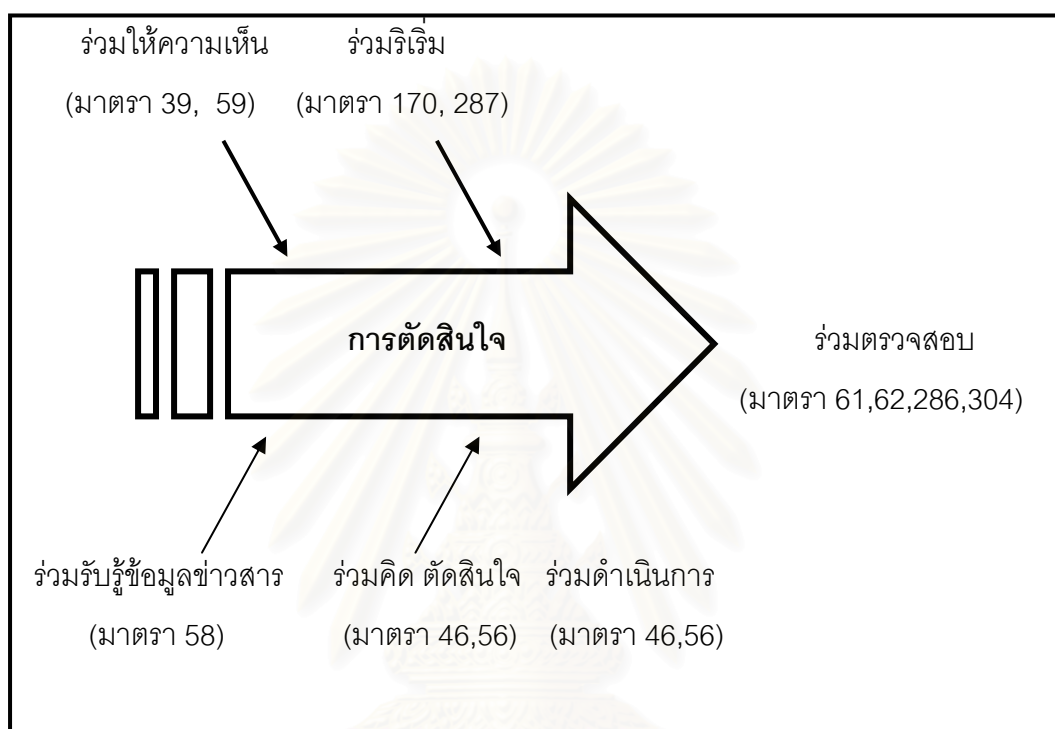 ร่วมให้ความเห็น
(มาตรา 39, 59)
ร่วมริเริ่ม
(มาตรา 170, 287)
การตัดสินใจ
ร่วมตรวจสอบ
(มาตรา 61,62,286,304)
ร่วมรับรู้ข้อมูลข่าวสาร
(มาตรา 58)
ร่วมคิด ตัดสินใจ
(มาตรา 46,56)
ร่วมดำเนินการ
(มาตรา 46,56)